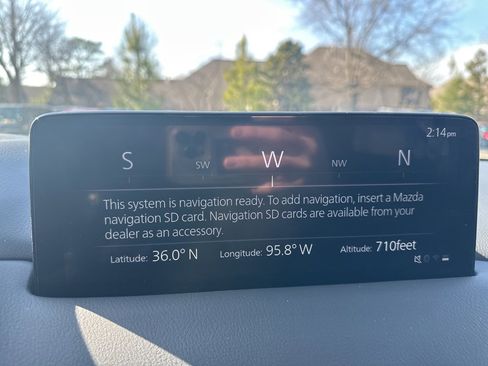 2:14pm
S SW W NW N
This system is navigation ready. To add navigation, insert a Mazda
navigation SD card. Navigation SD cards are available from your
dealer as an accessory.
Latitude: 36.0° N Longitude: 95.8° W Altitude: 710feet